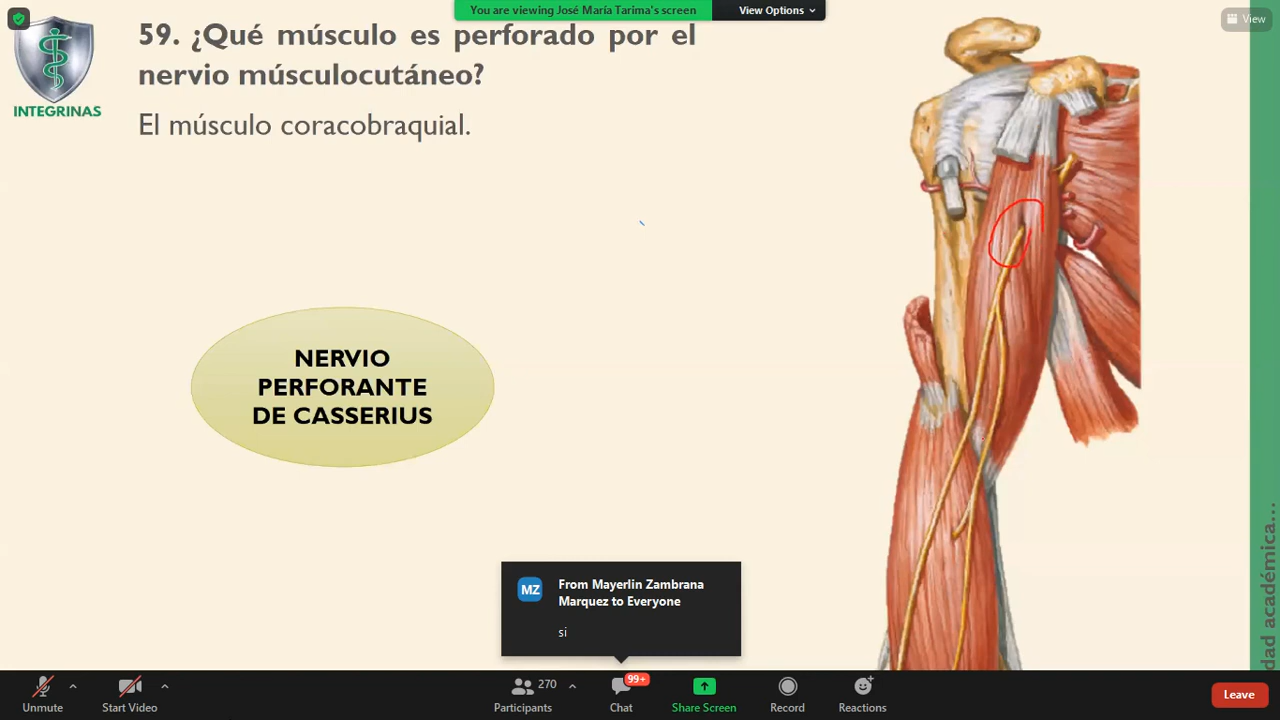 You are viewing José María Tarima's screen
View Options
View
59. ¿Qué músculo es perforado por el
nervio músculocutáneo?
INTEGRINAS
El músculo coracobraquial.
NERVIO
PERFORANTE
DE CASSERIUS
dad académica...
MZ
From Mayerlin Zambrana
Marquez to Everyone
si
Unmute
Start Video
270
Participants
99+
Chat
Share Screen
Record
Reactions
Leave